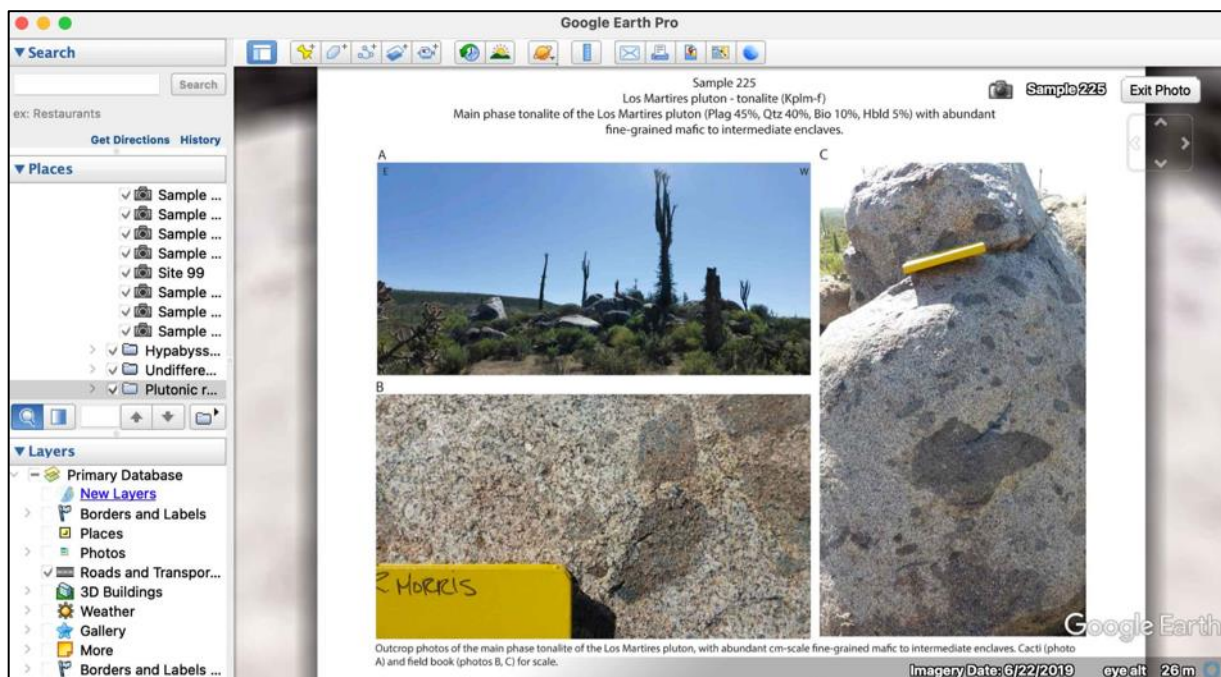 Google Earth Pro
Search
Search
ex: Restaurants
Get Directions History
Places
Sample ...
Sample ...
Sample ...
Sample ...
Site 99
Sample ...
Sample ...
Sample ...
Hypabyss...
Undiffere...
Plutonic r...
Layers
Primary Database
New Layers
Borders and Labels
Places
Photos
Roads and Transpor...
3D Buildings
Weather
Gallery
More
Borders and Labels ...
Sample 225
Exit Photo
Sample 225
Los Martires pluton - tonalite (Kplm-f)
Main phase tonalite of the Los Martires pluton (Plag 45%, Qtz 40%, Bio 10%, Hbld 5%) with abundant
fine-grained mafic to intermediate enclaves.
A
E
W
B
MORRIS
C
Outcrop photos of the main phase tonalite of the Los Martires pluton, with abundant cm-scale fine-grained mafic to intermediate enclaves. Cacti (photo
A) and field book (photos B, C) for scale.
Google Earth
Imagery Date: 6/22/2019 eye alt 26 m